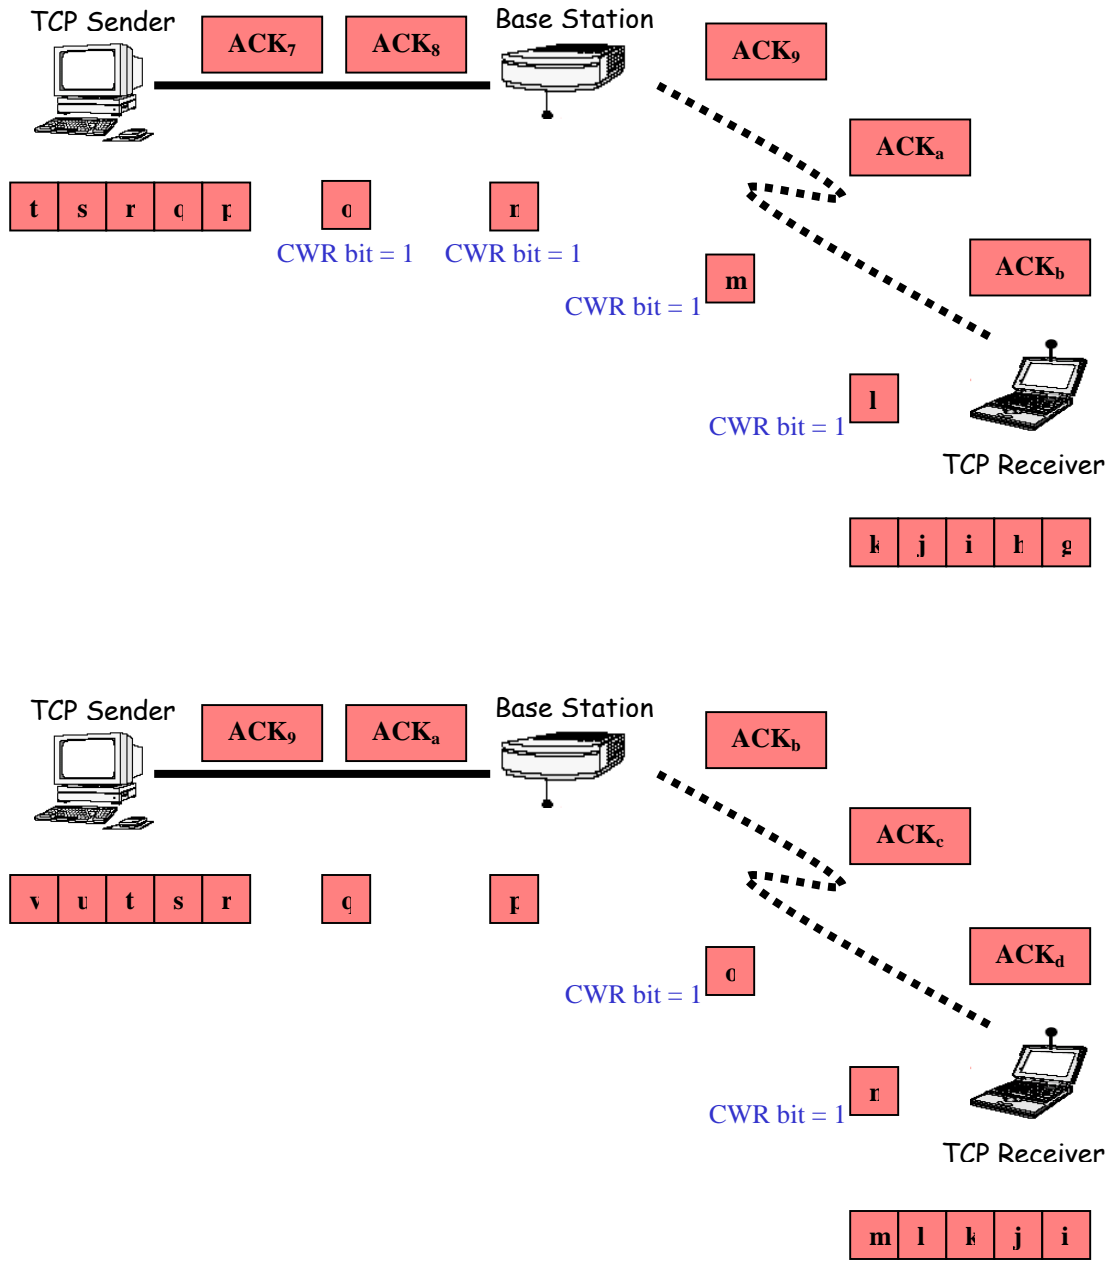 TCP Sender
Base Station
ACK7 ACK8
ACK9
ACKa
ACKb
t s r q p
o
n
CWR bit = 1 CWR bit = 1
m
CWR bit = 1
l
CWR bit = 1
TCP Receiver
k j i h g
TCP Sender
Base Station
ACK9 ACKa
ACKb
ACKc
ACKd
v u t s r
q
p
o
CWR bit = 1
n
CWR bit = 1
TCP Receiver
m l k j i